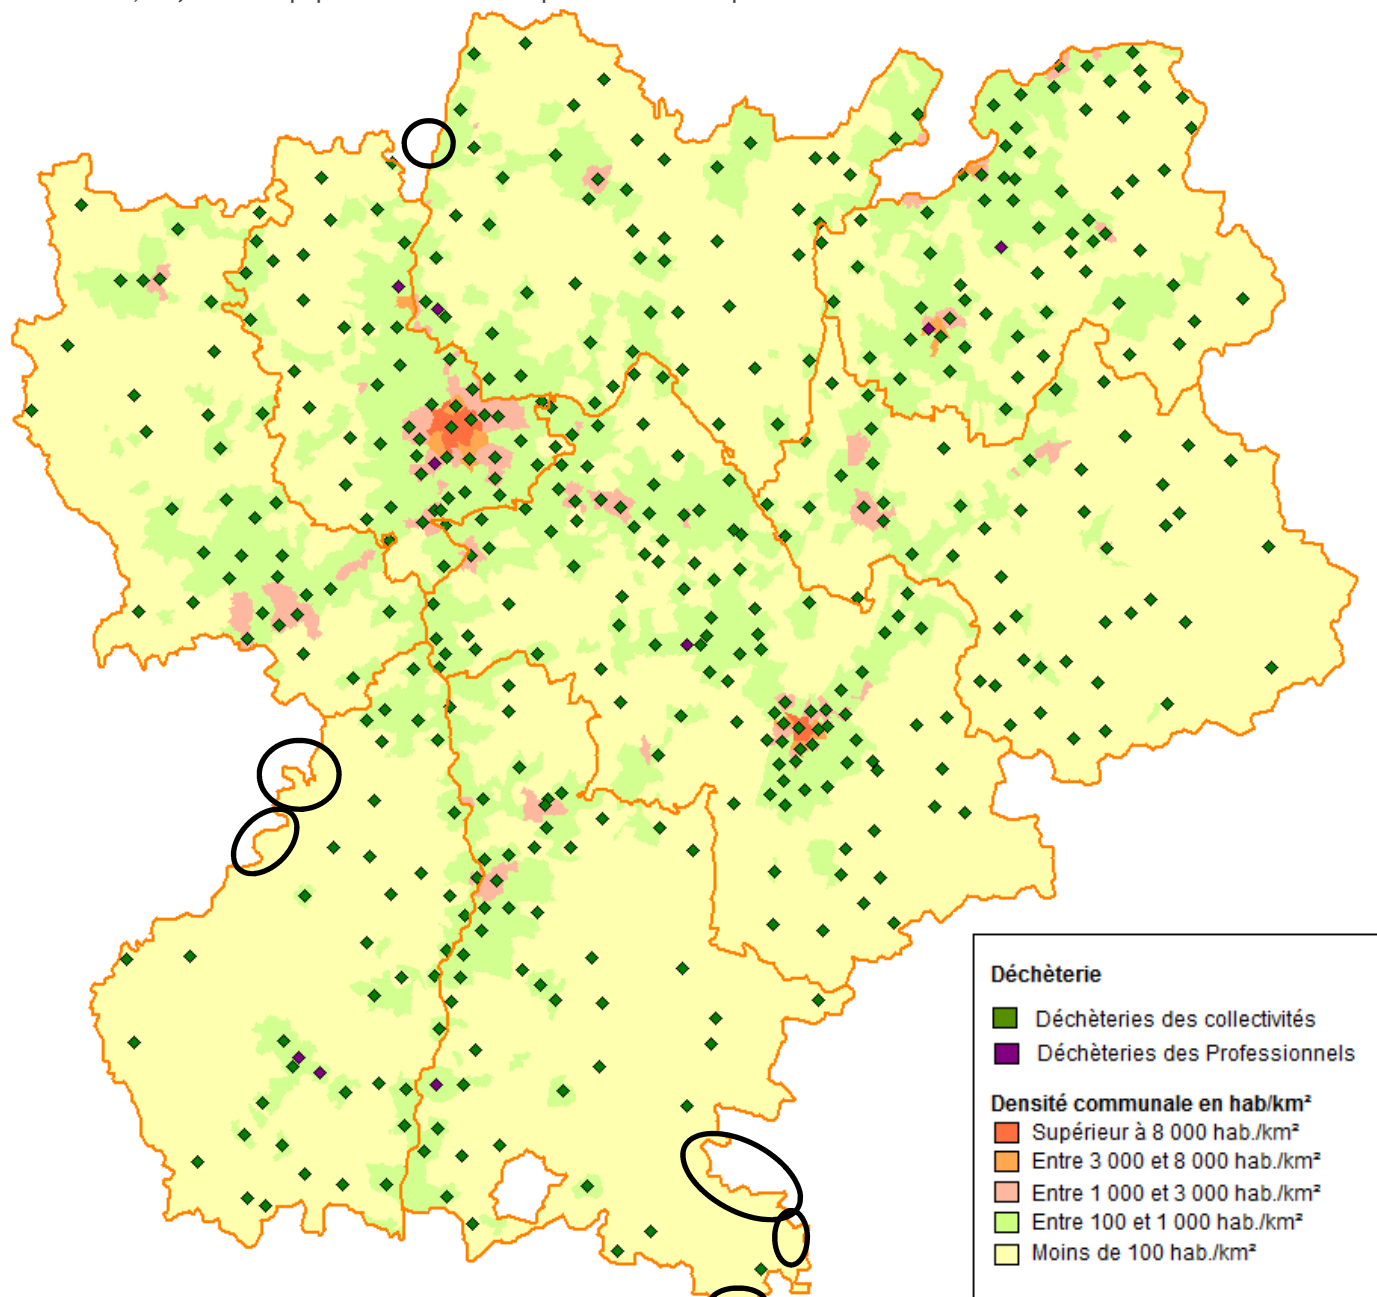 Déchèterie
Déchèteries des collectivités
Déchèteries des Professionnels
Densité communale en hab/km²
Supérieur à 8 000 hab./km²
Entre 3 000 et 8 000 hab./km²
Entre 1 000 et 3 000 hab./km²
Entre 100 et 1 000 hab./km²
Moins de 100 hab./km²